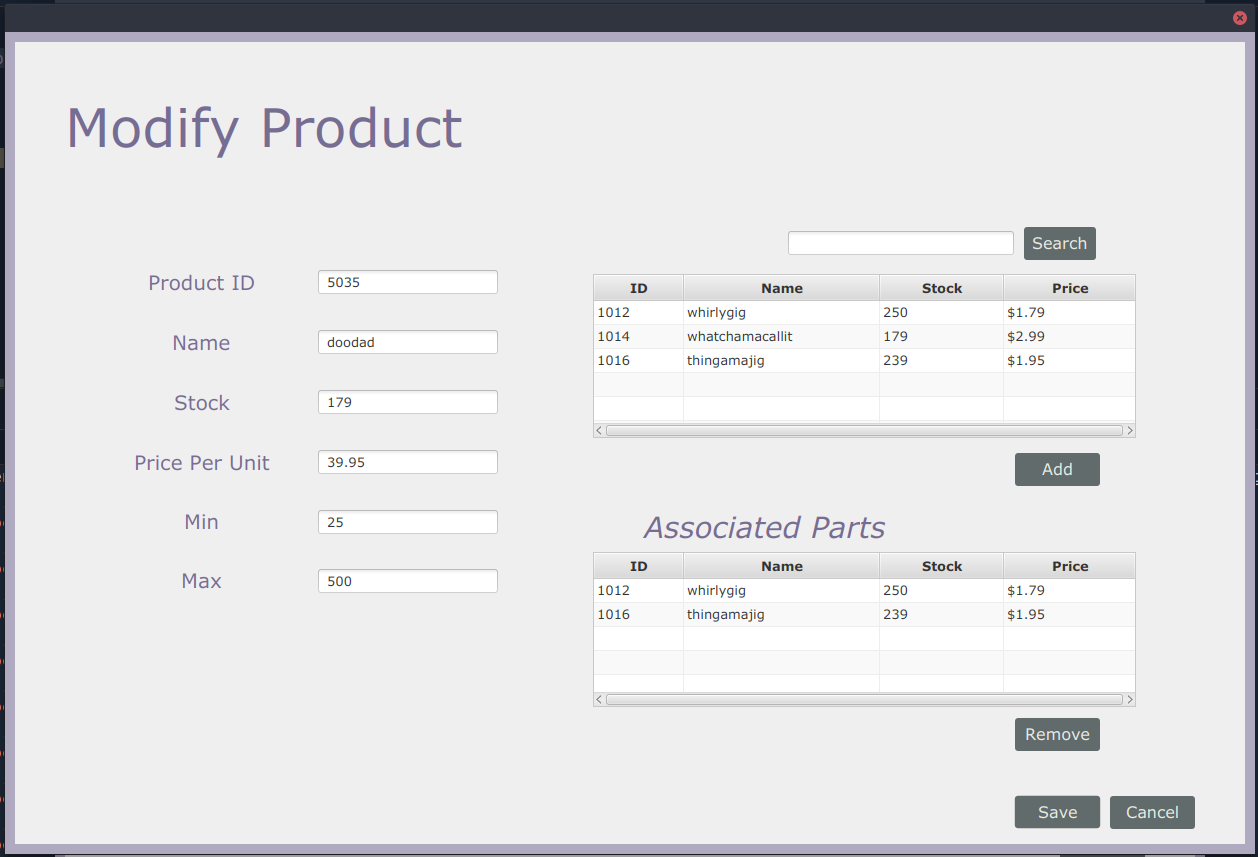 Modify Product
Search
Product ID 5035
Name doodad
Stock 179
Price Per Unit 39.95
Min 25
Max 500
ID Name Stock Price
1012 whirlygig 250 $1.79
1014 whatchamacallit 179 $2.99
1016 thingamajig 239 $1.95
Add
Associated Parts
ID Name Stock Price
1012 whirlygig 250 $1.79
1016 thingamajig 239 $1.95
Remove
Save Cancel